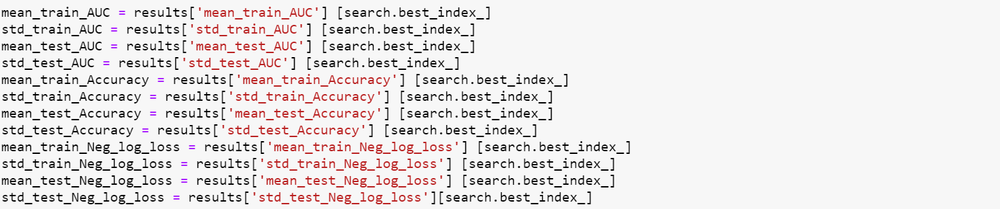 mean_train_AUC = results['mean_train_AUC'] [search.best_index_]
std_train_AUC = results['std_train_AUC'] [search.best_index_]
mean_test_AUC = results['mean_test_AUC'] [search.best_index_]
std_test_AUC = results['std_test_AUC'] [search.best_index_]
mean_train_Accuracy = results['mean_train_Accuracy'] [search.best_index_]
std_train_Accuracy = results['std_train_Accuracy'] [search.best_index_]
mean_test_Accuracy = results['mean_test_Accuracy'] [search.best_index_]
std_test_Accuracy = results['std_test_Accuracy'] [search.best_index_]
mean_train_Neg_log_loss = results['mean_train_Neg_log_loss'] [search.best_index_]
std_train_Neg_log_loss = results['std_train_Neg_log_loss'] [search.best_index_]
mean_test_Neg_log_loss = results['mean_test_Neg_log_loss'] [search.best_index_]
std_test_Neg_log_loss = results['std_test_Neg_log_loss'][search.best_index_]